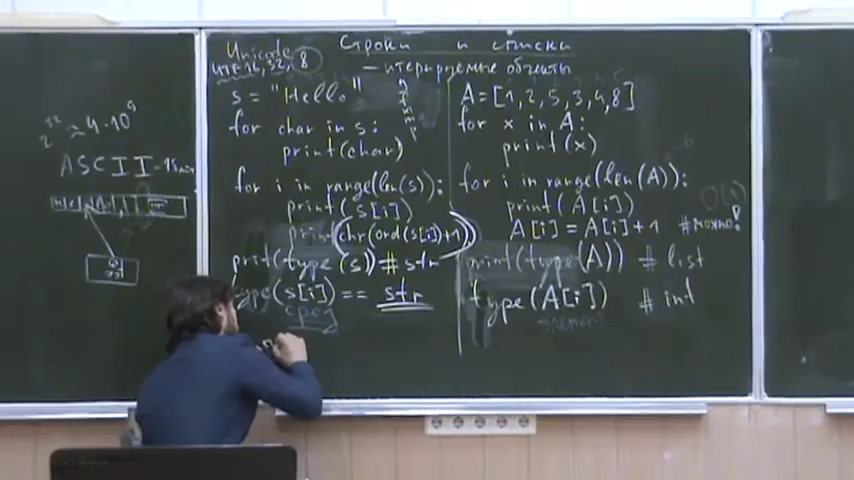 Строки и списки
— итерируемые объекты
Unicode
UTF 16, 32, 8
s = "Hello"
for char in s:
print(char)
for i in range(len(s)):
print(s[i])
print(chr(ord(s[i])+1))
print(type(s)) # str
type(s[i]) == str
A=[1,2,5,3,4,8]
for x in A:
print(x)
for i in range(len(A)):
print(A[i])
A[i] = A[i]+1 #можно!
print(type(A)) # list
type(A[i]) # int
O(1)
2³² ≈ 4·10⁹
ASCII